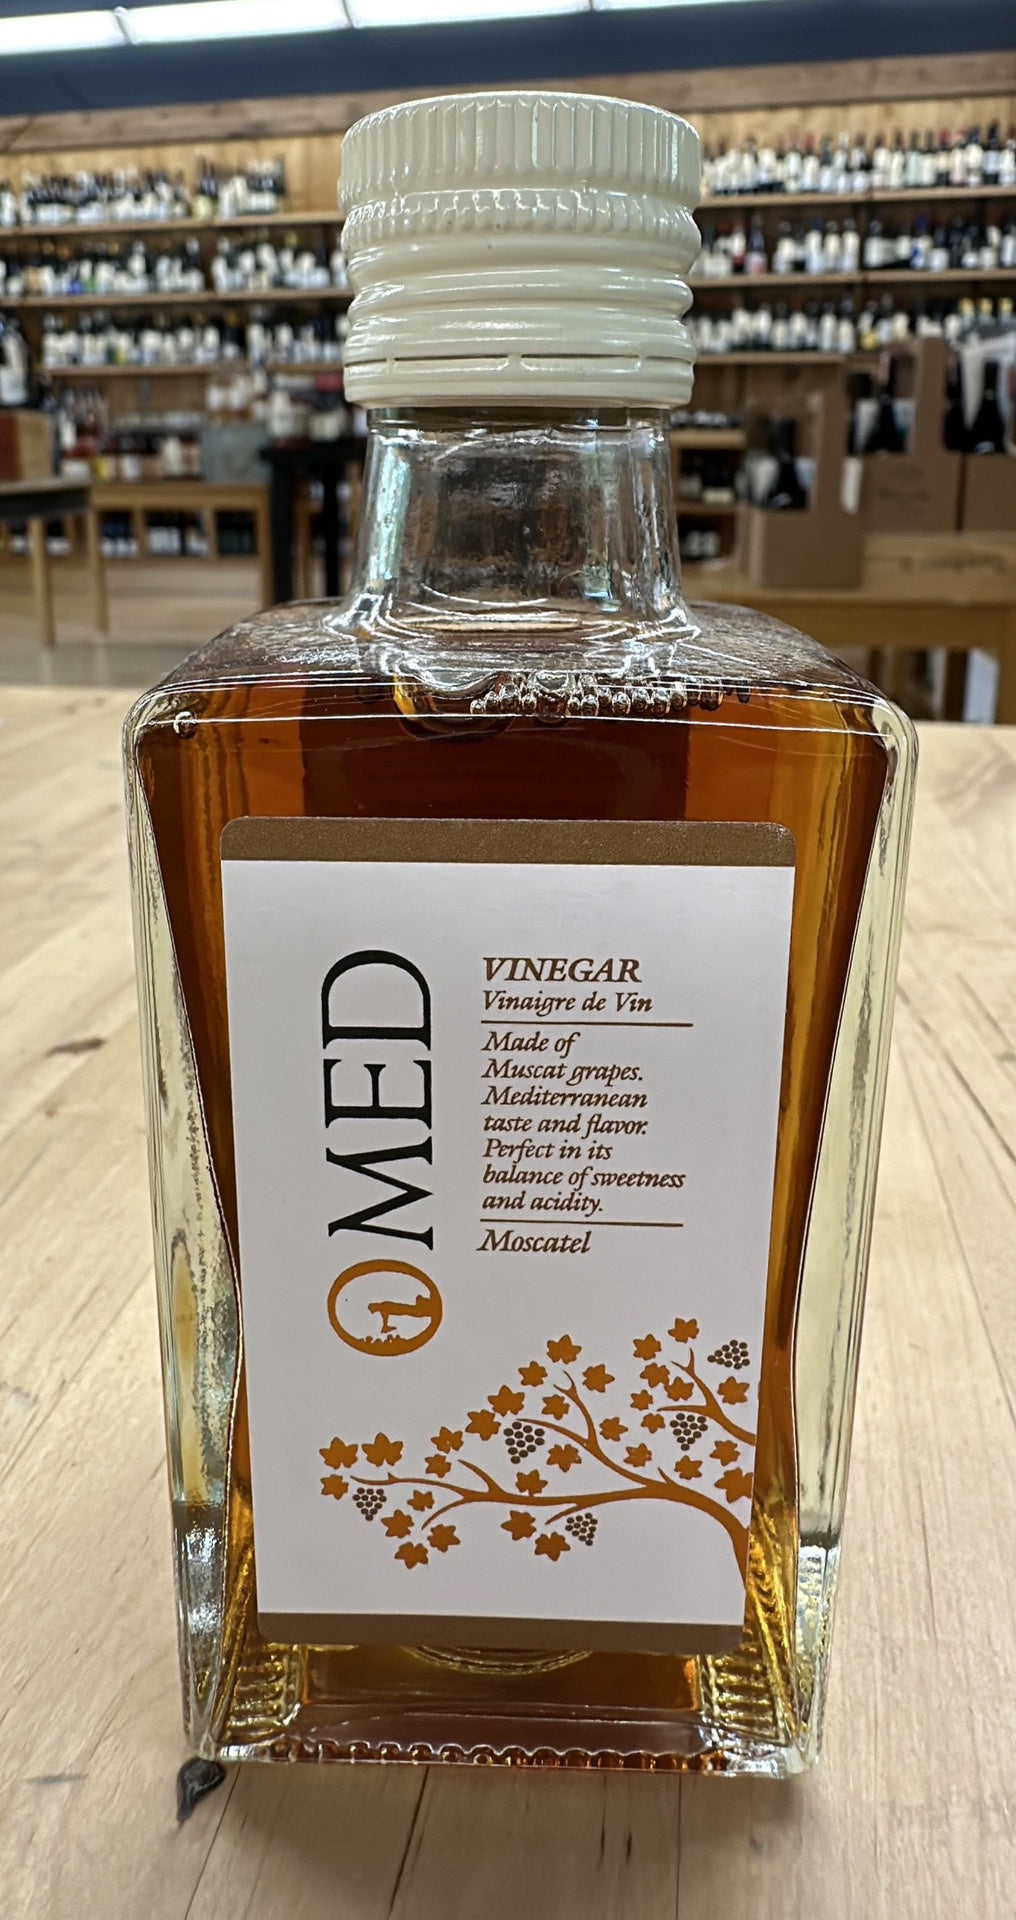 OMED
VINEGAR
Vinaigre de Vin
Made of
Muscat grapes.
Mediterranean
taste and flavor.
Perfect in its
balance of sweetness
and acidity.
Moscatel